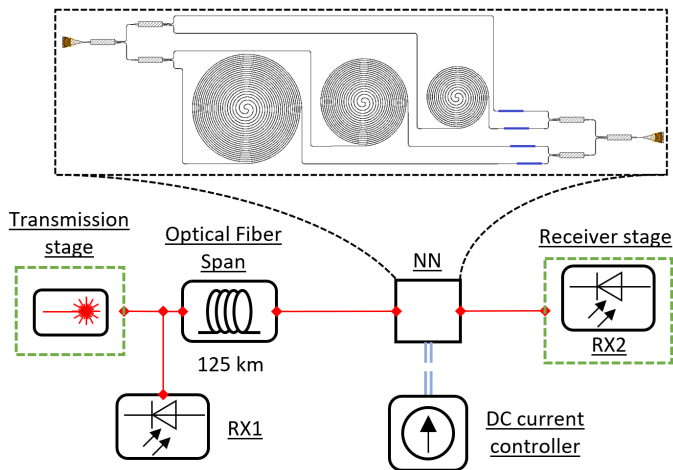 Transmission
stage
Optical Fiber
Span
NN
Receiver stage
RX2
125 km
RX1
DC current
controller